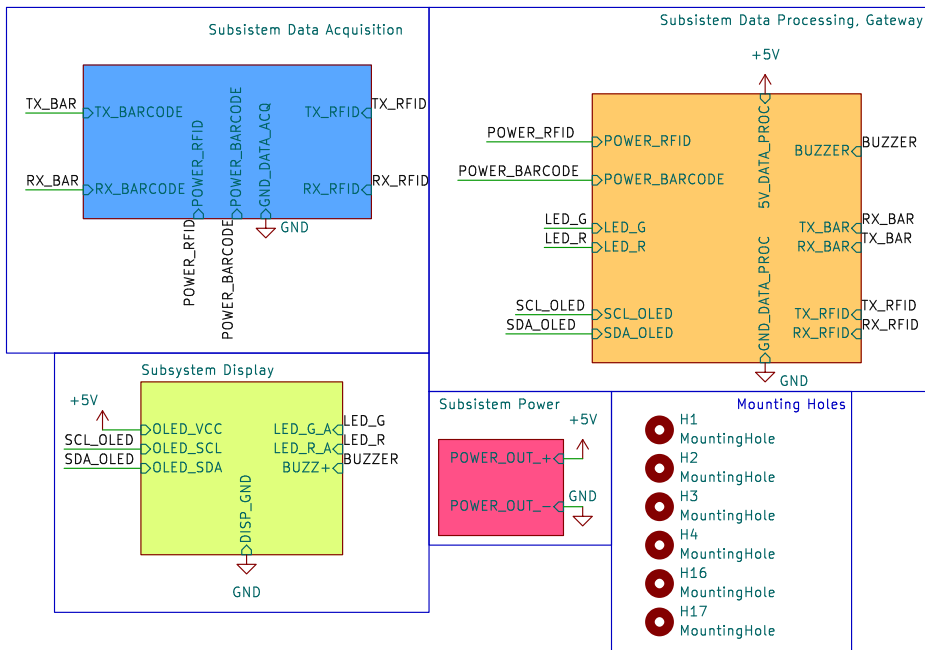 Subsistem Data Acquisition
TX_BAR
TX_BARCODE
RX_BAR
RX_BARCODE
POWER_RFID
POWER_BARCODE
GND_DATA_ACQ
TX_RFID
TX_RFID
RX_RFID
RX_RFID
POWER_RFID
POWER_BARCODE
GND
Subsistem Data Processing, Gateway
+5V
5V_DATA_PROC
POWER_RFID
POWER_RFID
POWER_BARCODE
POWER_BARCODE
LED_G
LED_G
LED_R
LED_R
SCL_OLED
SCL_OLED
SDA_OLED
SDA_OLED
BUZZER
BUZZER
TX_BAR
RX_BAR
RX_BAR
TX_BAR
TX_RFID
TX_RFID
RX_RFID
RX_RFID
GND_DATA_PROC
GND
Subsystem Display
+5V
OLED_VCC
SCL_OLED
OLED_SCL
SDA_OLED
OLED_SDA
LED_G_A
LED_G
LED_R_A
LED_R
BUZZ+
BUZZER
DISP_GND
GND
Subsistem Power
+5V
POWER_OUT_+
GND
POWER_OUT_-
Mounting Holes
H1
MountingHole
H2
MountingHole
H3
MountingHole
H4
MountingHole
H16
MountingHole
H17
MountingHole